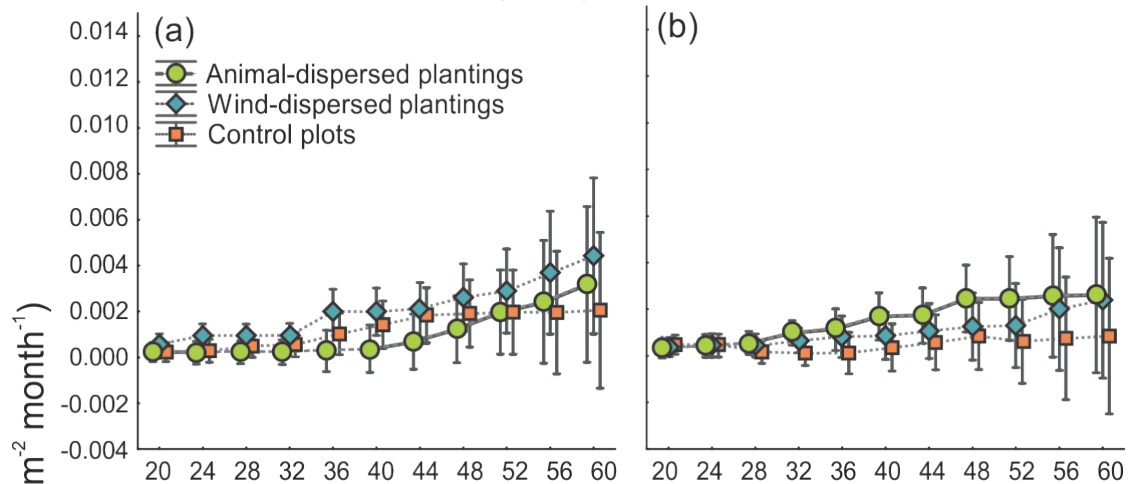 (a)
(b)
Animal-dispersed plantings
Wind-dispersed plantings
Control plots
0.014
0.012
0.010
0.008
0.006
0.004
0.002
0.000
-0.002
-0.004
m⁻² month⁻¹
20 24 28 32 36 40 44 48 52 56 60
20 24 28 32 36 40 44 48 52 56 60